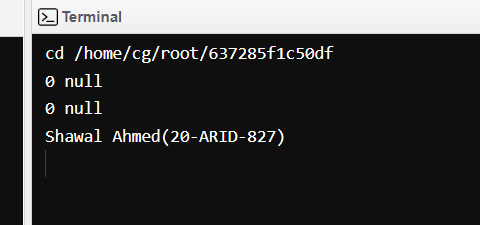 Terminal
cd /home/cg/root/637285f1c50df
0 null
0 null
Shawal Ahmed(20-ARID-827)